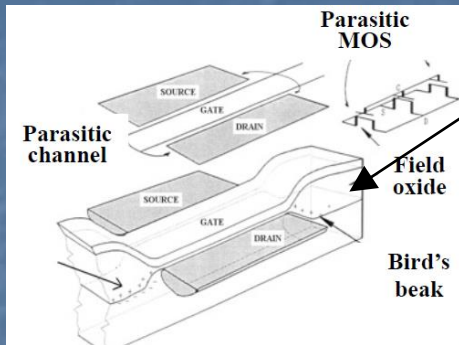 Parasitic
MOS
SOURCE
GATE
DRAIN
Parasitic
channel
G
S
D
Field
oxide
SOURCE
GATE
DRAIN
Bird's
beak